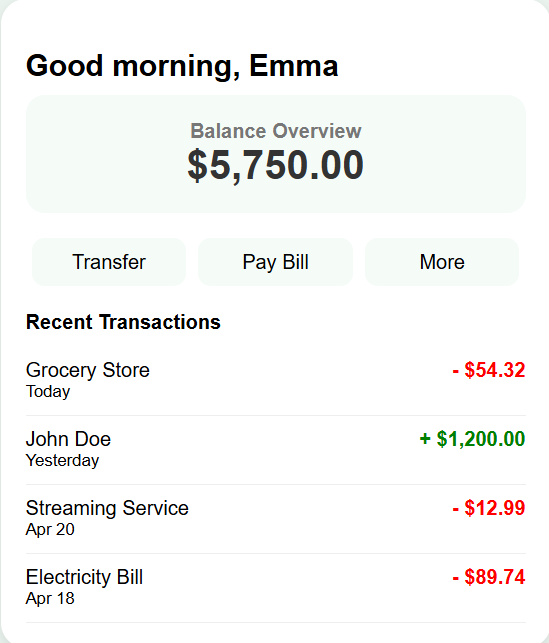 Good morning, Emma
Balance Overview
$5,750.00
Transfer
Pay Bill
More
Recent Transactions
Grocery Store
- $54.32
Today
John Doe
+ $1,200.00
Yesterday
Streaming Service
- $12.99
Apr 20
Electricity Bill
- $89.74
Apr 18